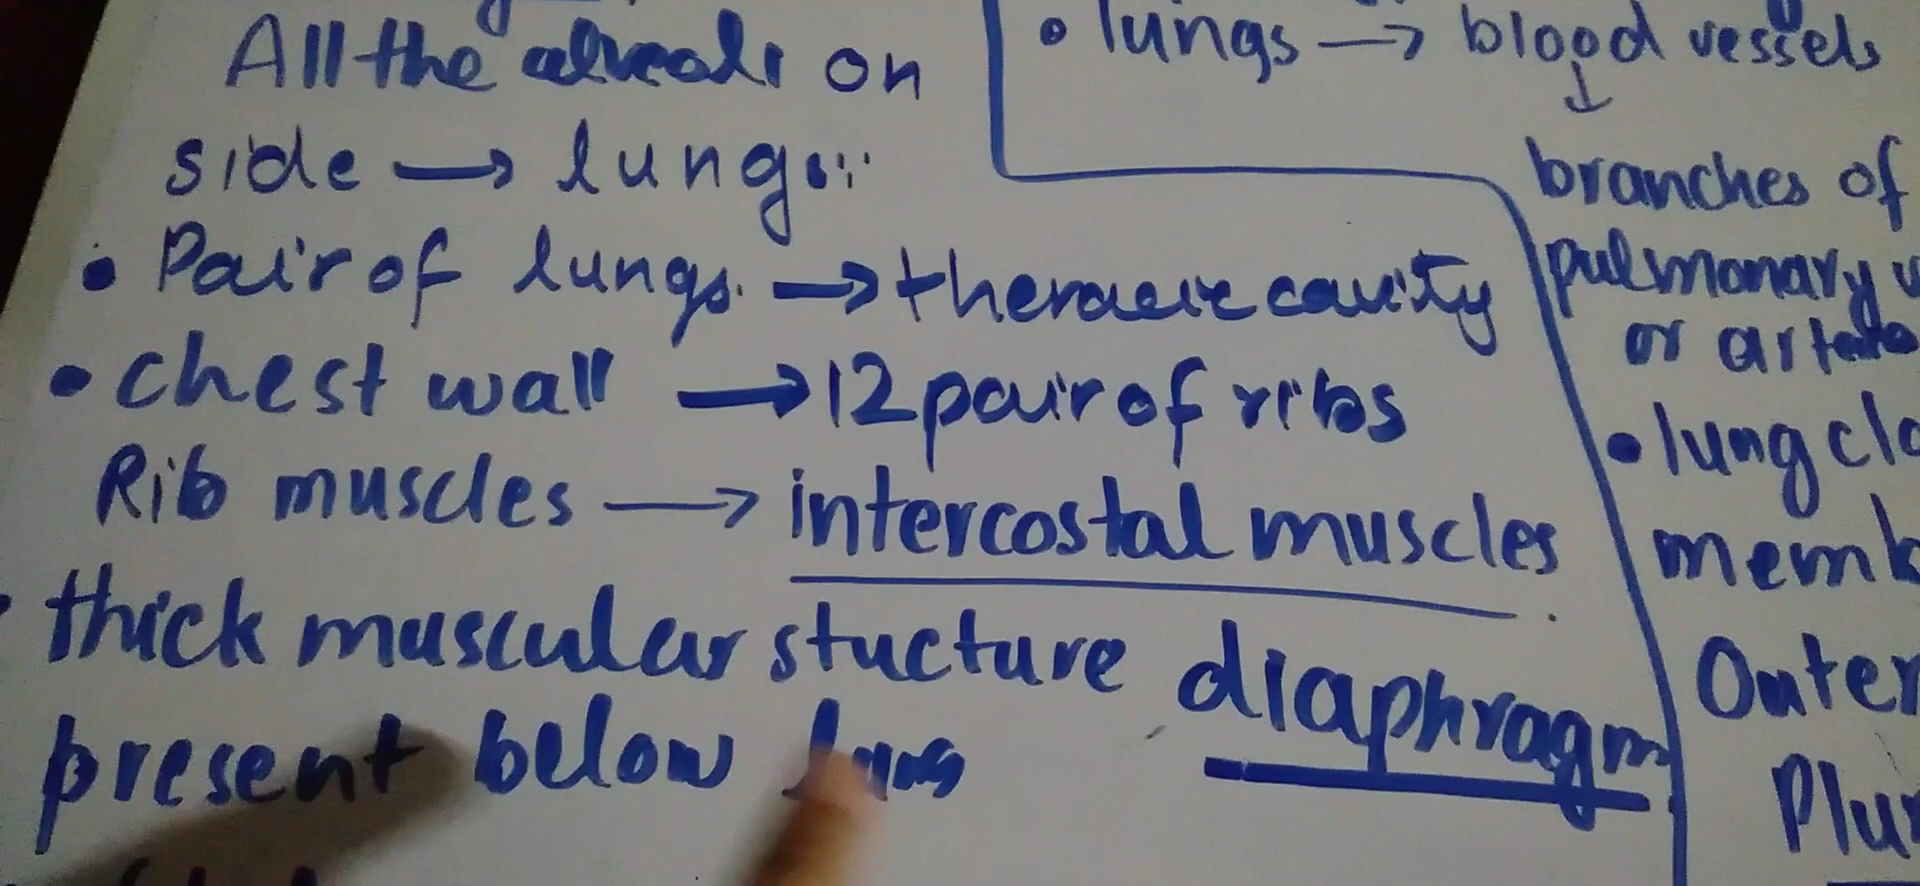 All the alveoli on
side → lungs
• Pair of lungs. → theracic cavity
• chest wall → 12 pair of ribs
Rib muscles → intercostal muscles
thick muscular stucture diaphragm
present below
• lungs → blood vessels
↓
branches of
pulmonary
or
• lung
Outer